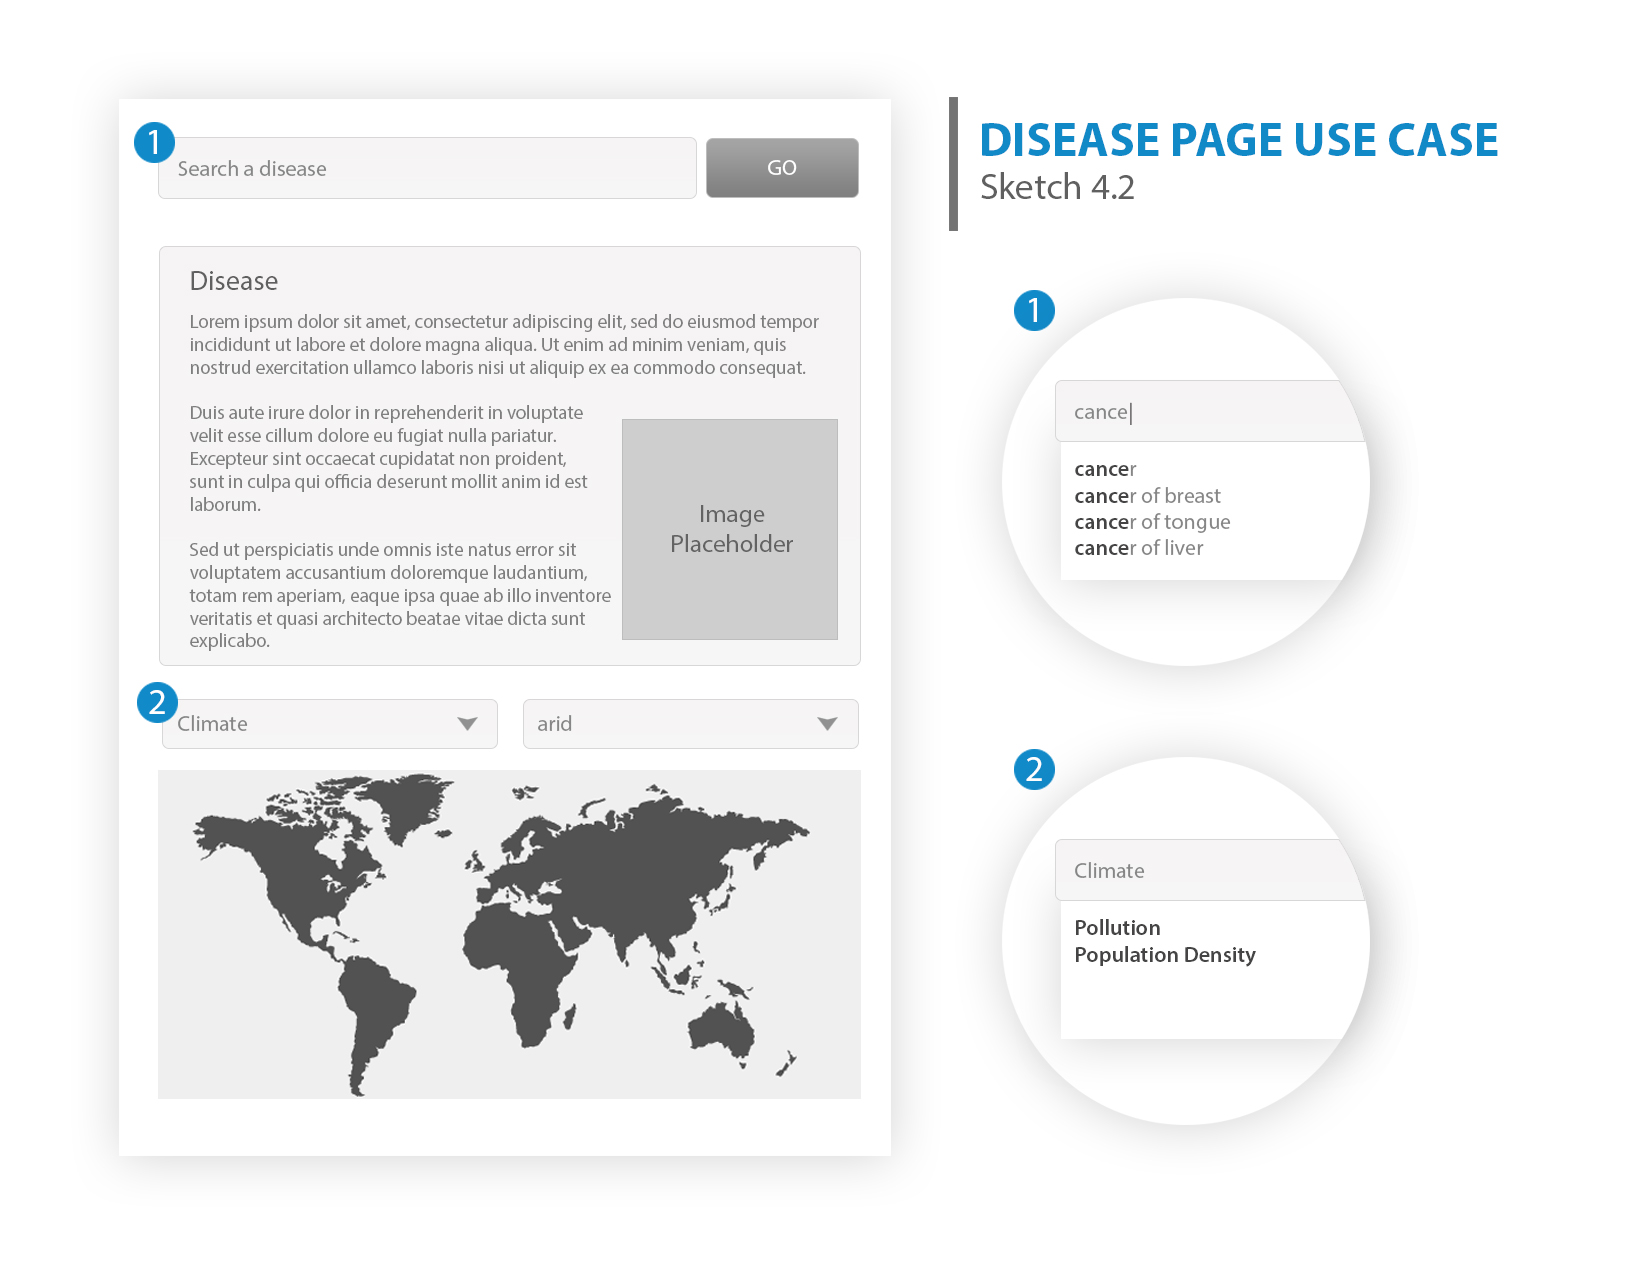 1
Search a disease
GO
Disease
Lorem ipsum dolor sit amet, consectetur adipiscing elit, sed do eiusmod tempor
incididunt ut labore et dolore magna aliqua. Ut enim ad minim veniam, quis
nostrud exercitation ullamco laboris nisi ut aliquip ex ea commodo consequat.
Duis aute irure dolor in reprehenderit in voluptate
velit esse cillum dolore eu fugiat nulla pariatur.
Excepteur sint occaecat cupidatat non proident,
sunt in culpa qui officia deserunt mollit anim id est
laborum.
Sed ut perspiciatis unde omnis iste natus error sit
voluptatem accusantium doloremque laudantium,
totam rem aperiam, eaque ipsa quae ab illo inventore
veritatis et quasi architecto beatae vitae dicta sunt
explicabo.
Image
Placeholder
2
Climate
arid
DISEASE PAGE USE CASE
Sketch 4.2
1
cance
cancer
cancer of breast
cancer of tongue
cancer of liver
2
Climate
Pollution
Population Density